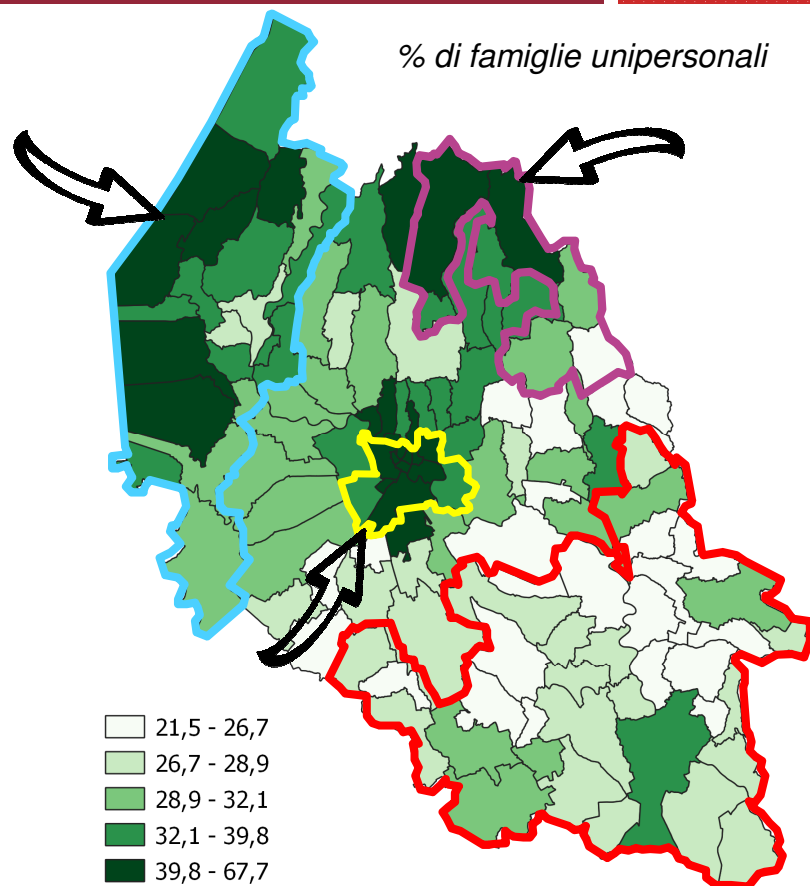 % di famiglie unipersonali
21,5 - 26,7
26,7 - 28,9
28,9 - 32,1
32,1 - 39,8
39,8 - 67,7